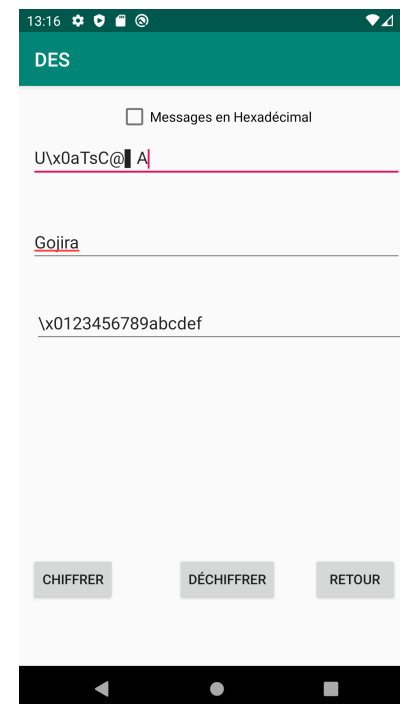 13:16
DES
Messages en Hexadécimal
U\x0aTsC@▌ A
Gojira
\x0123456789abcdef
CHIFFRER DÉCHIFFRER RETOUR